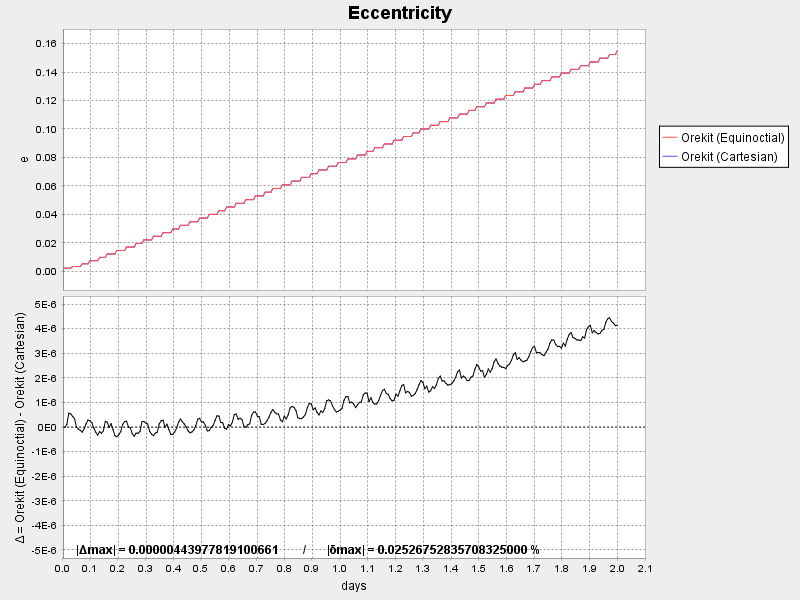 Eccentricity
0.16
0.14
0.12
0.10
0.08
0.06
0.04
0.02
0.00
e
Orekit (Equinoctial)
Orekit (Cartesian)
5E-6
4E-6
3E-6
2E-6
1E-6
0E0
-1E-6
-2E-6
-3E-6
-4E-6
-5E-6
Δ = Orekit (Equinoctial) - Orekit (Cartesian)
|Δmax| = 0.00000443977819100661 / |δmax| = 0.02526752835708325000 %
0.0 0.1 0.2 0.3 0.4 0.5 0.6 0.7 0.8 0.9 1.0 1.1 1.2 1.3 1.4 1.5 1.6 1.7 1.8 1.9 2.0 2.1
days